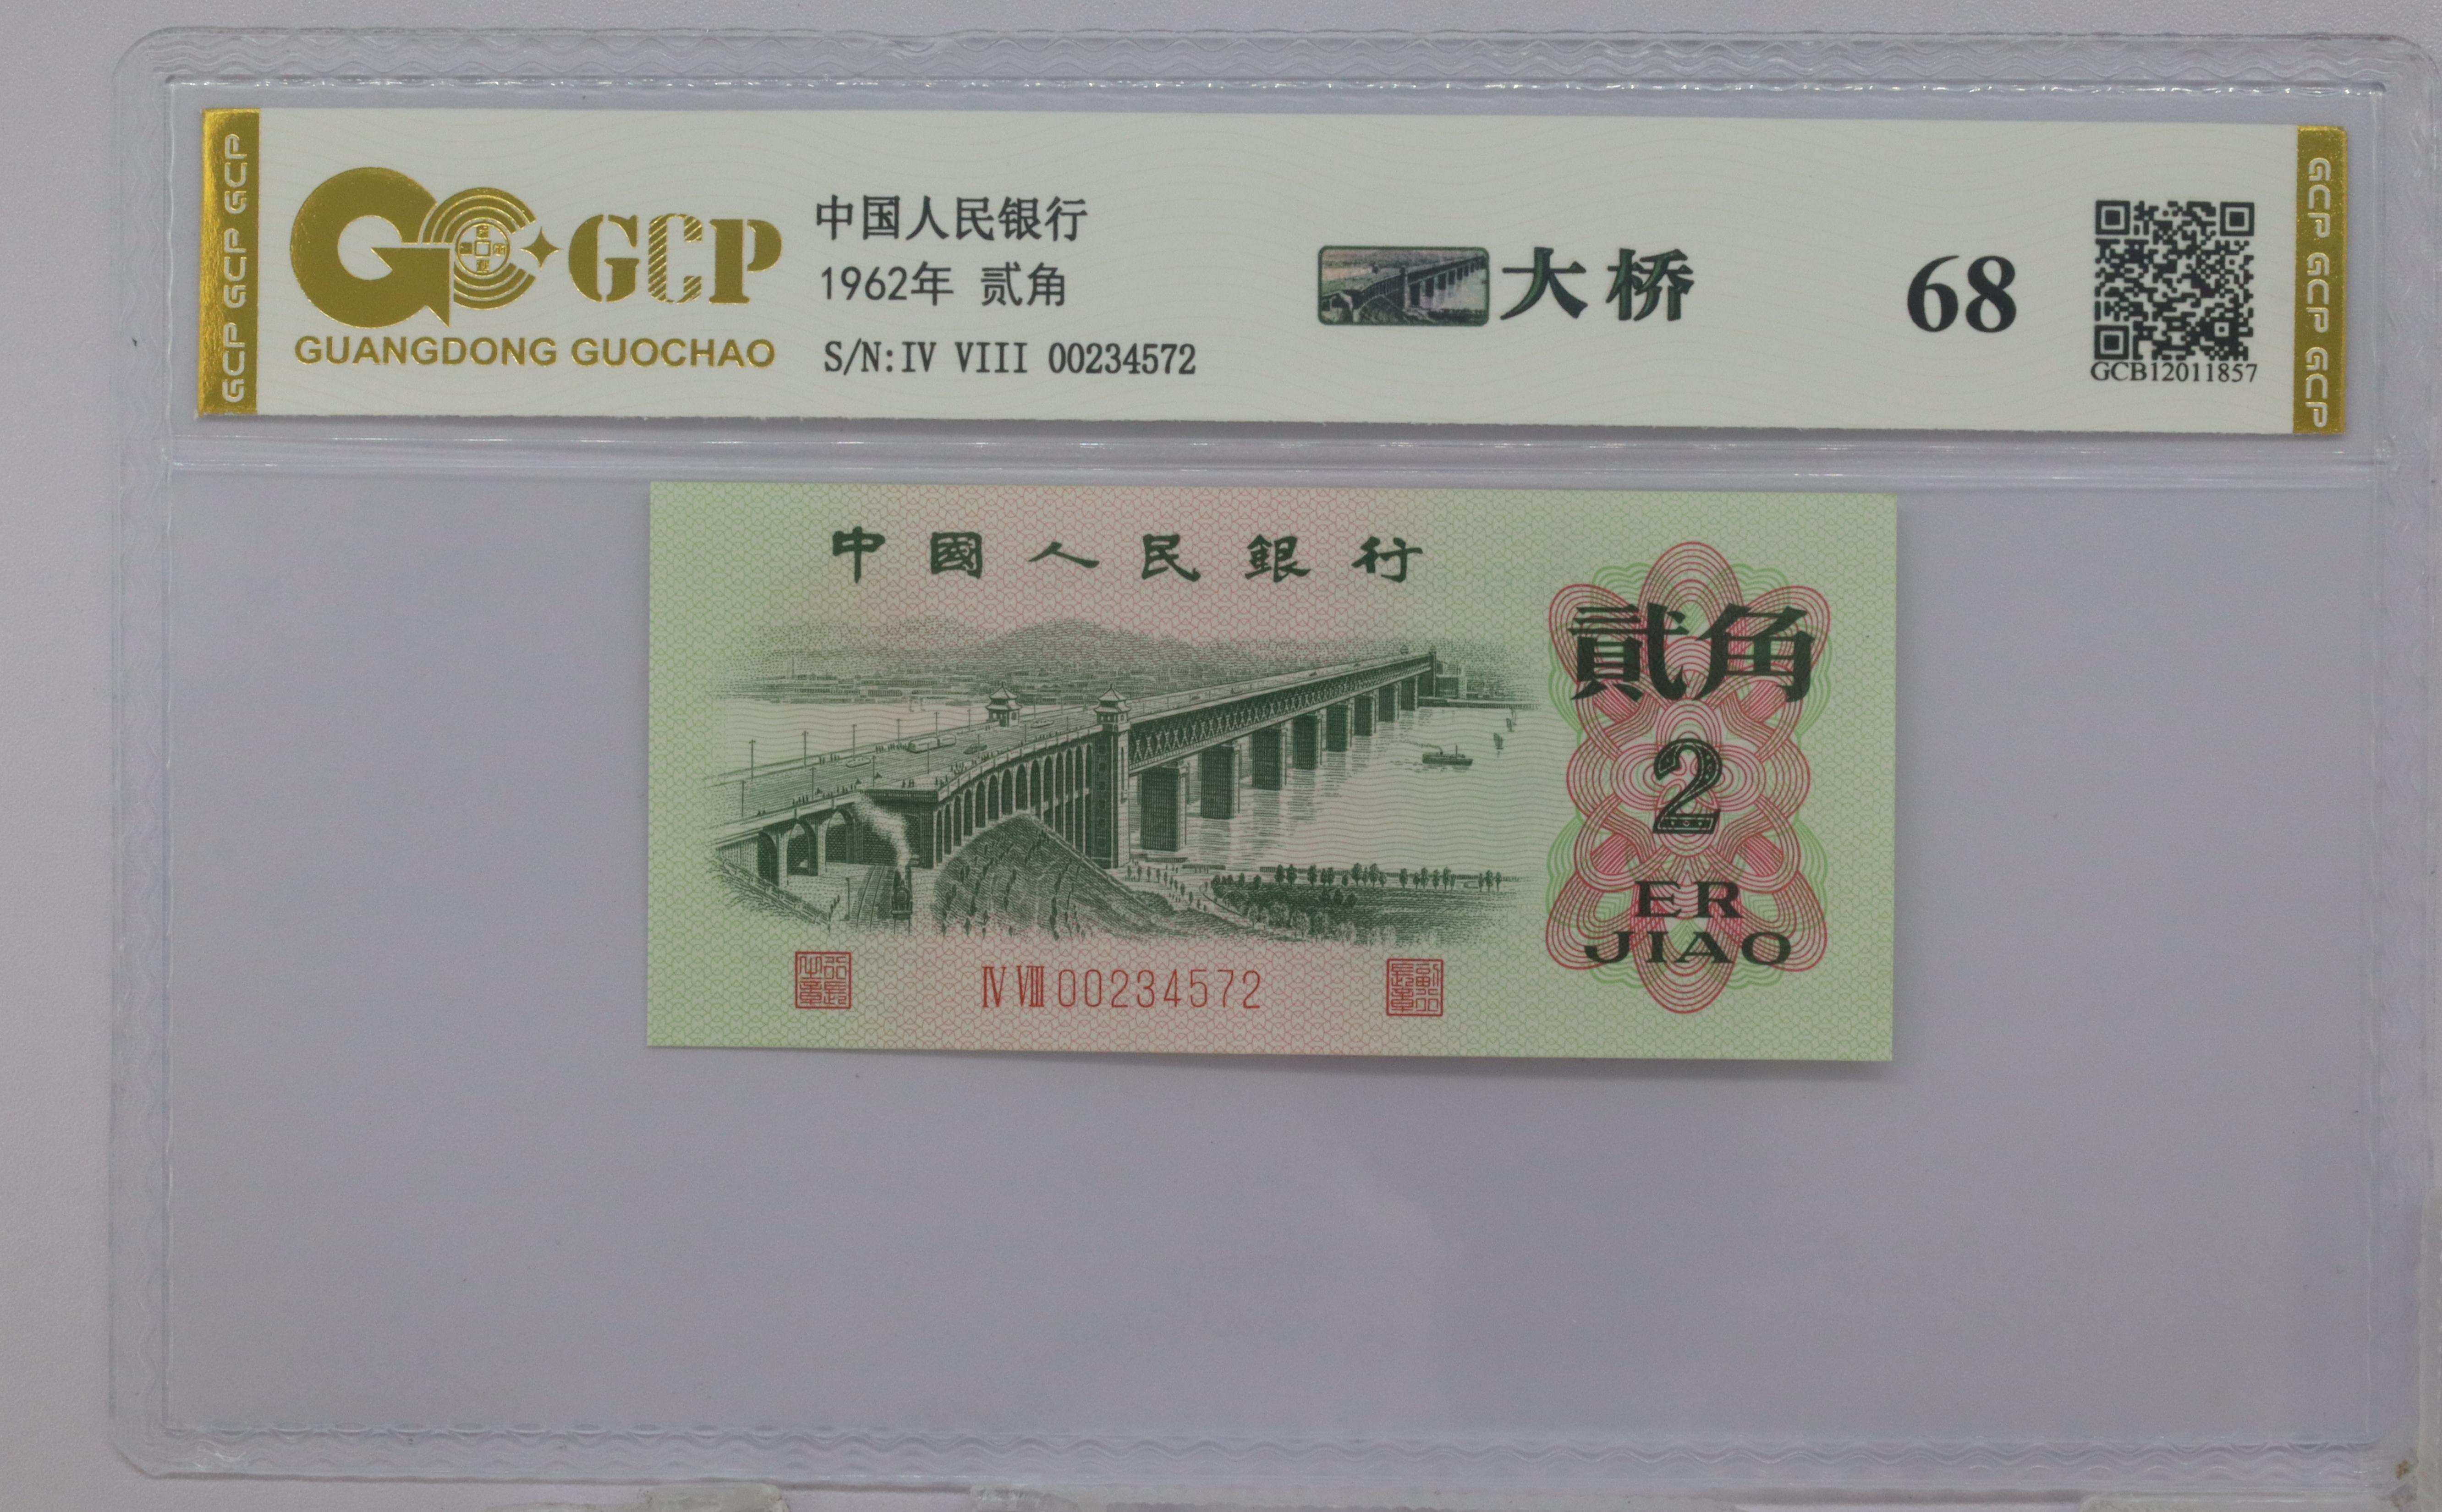 GCP GCP GCP
GCP
GUANGDONG GUOCHAO
中国人民银行
1962年 贰角
S/N:IV VIII 00234572
大桥
68
GCB12011857
GCP GCP GCP
中國人民銀行
貳角
2
ER
JIAO
IV VIII 00234572